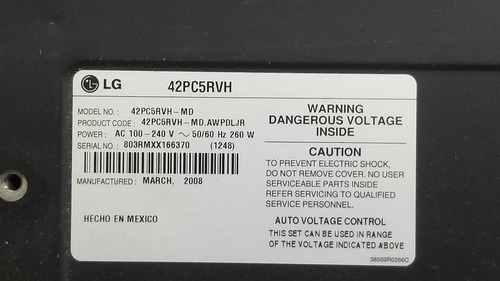 LG 42PC5RVH
MODEL NO. : 42PC5RVH-MD
PRODUCT CODE : 42PC5RVH-MD.AWPDLJR
POWER : AC 100-240 V ~ 50/60 Hz 260 W
SERIAL NO. : 803RMXX166370 (1248)
MANUFACTURED : MARCH, 2008
HECHO EN MEXICO
WARNING
DANGEROUS VOLTAGE
INSIDE
CAUTION
TO PREVENT ELECTRIC SHOCK,
DO NOT REMOVE COVER. NO USER
SERVICEABLE PARTS INSIDE
REFER SERVICING TO QUALIFIED
SERVICE PERSONNEL.
AUTO VOLTAGE CONTROL
THIS SET CAN BE USED IN RANGE
OF THE VOLTAGE INDICATED ABOVE